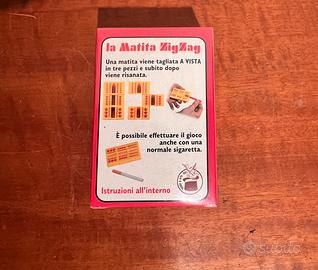 la Matita ZigZag
Una matita viene tagliata A VISTA
in tre pezzi e subito dopo
viene risanata.
È possibile effettuare il gioco
anche con una
normale sigaretta.
Istruzioni all'interno
subito